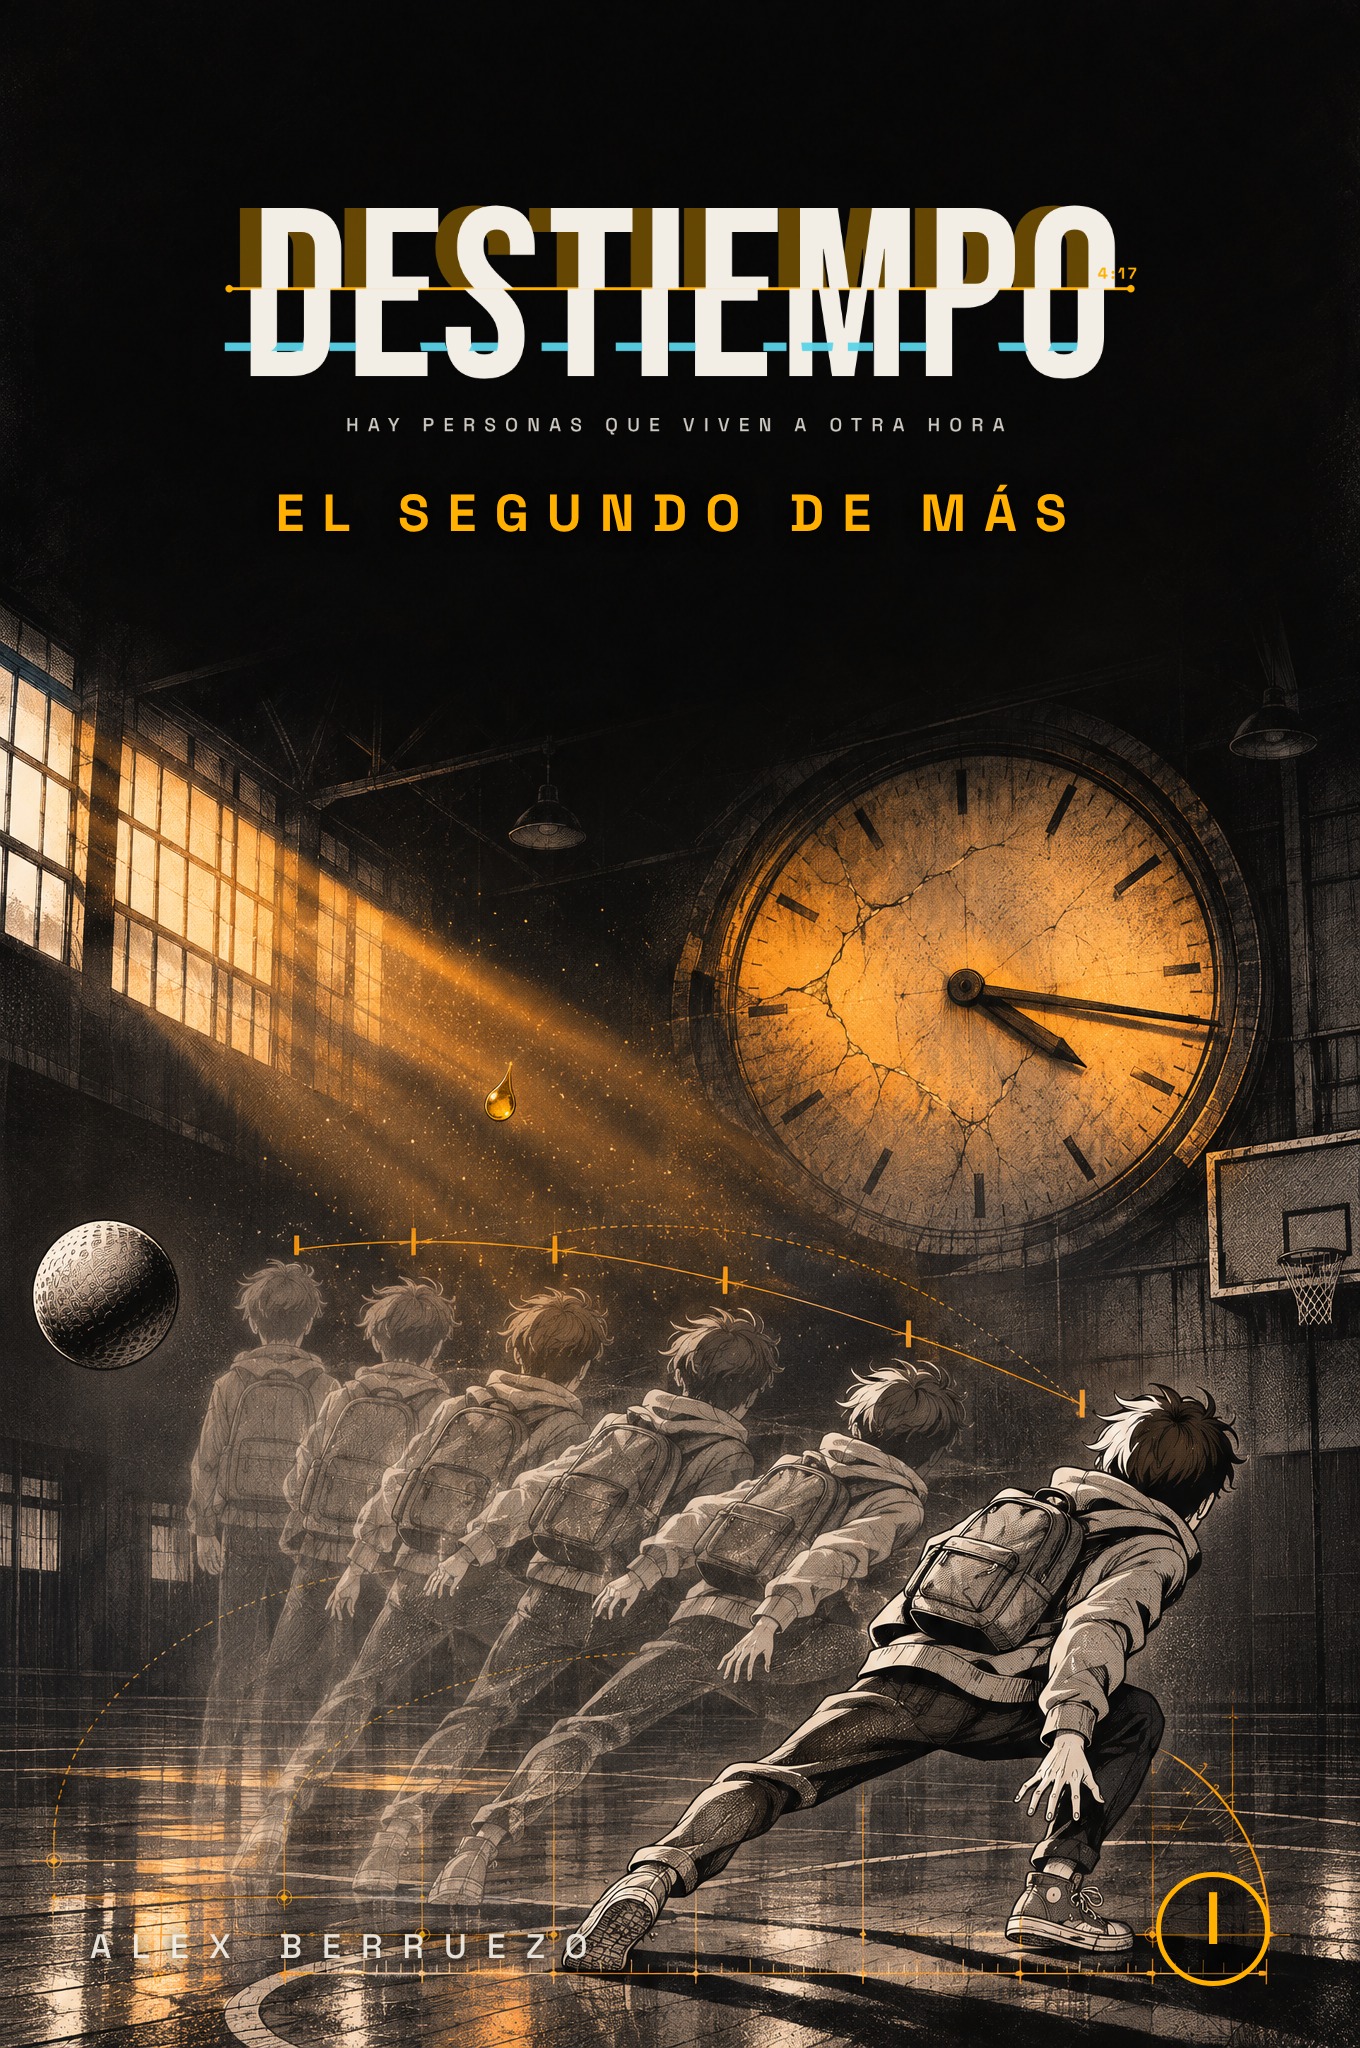 DESTIEMPO
4:17
HAY PERSONAS QUE VIVEN A OTRA HORA
EL SEGUNDO DE MÁS
ALEX BERRUEZO
I